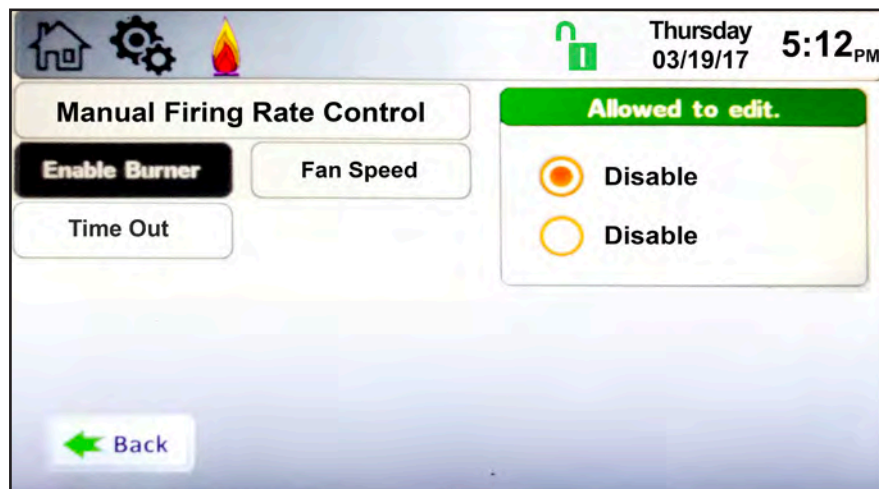 Thursday
03/19/17
5:12PM
Manual Firing Rate Control
Allowed to edit.
Enable Burner
Fan Speed
Time Out
Disable
Disable
Back